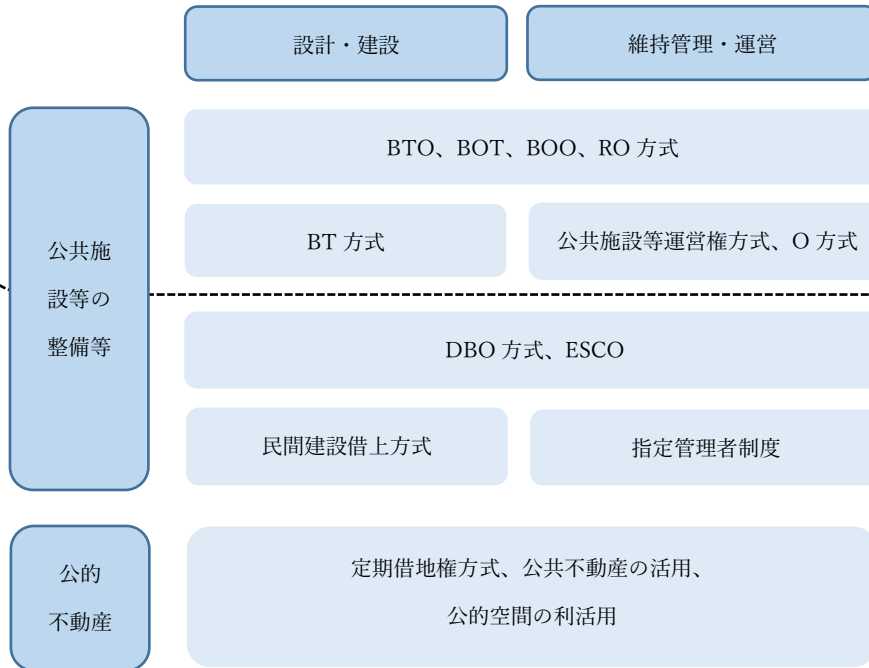 設計・建設
維持管理・運営
公共施
設等の
整備等
BTO、BOT、BOO、RO 方式
BT 方式
公共施設等運営権方式、O 方式
DBO 方式、ESCO
民間建設借上方式
指定管理者制度
公的
不動産
定期借地権方式、公共不動産の活用、
公的空間の利活用